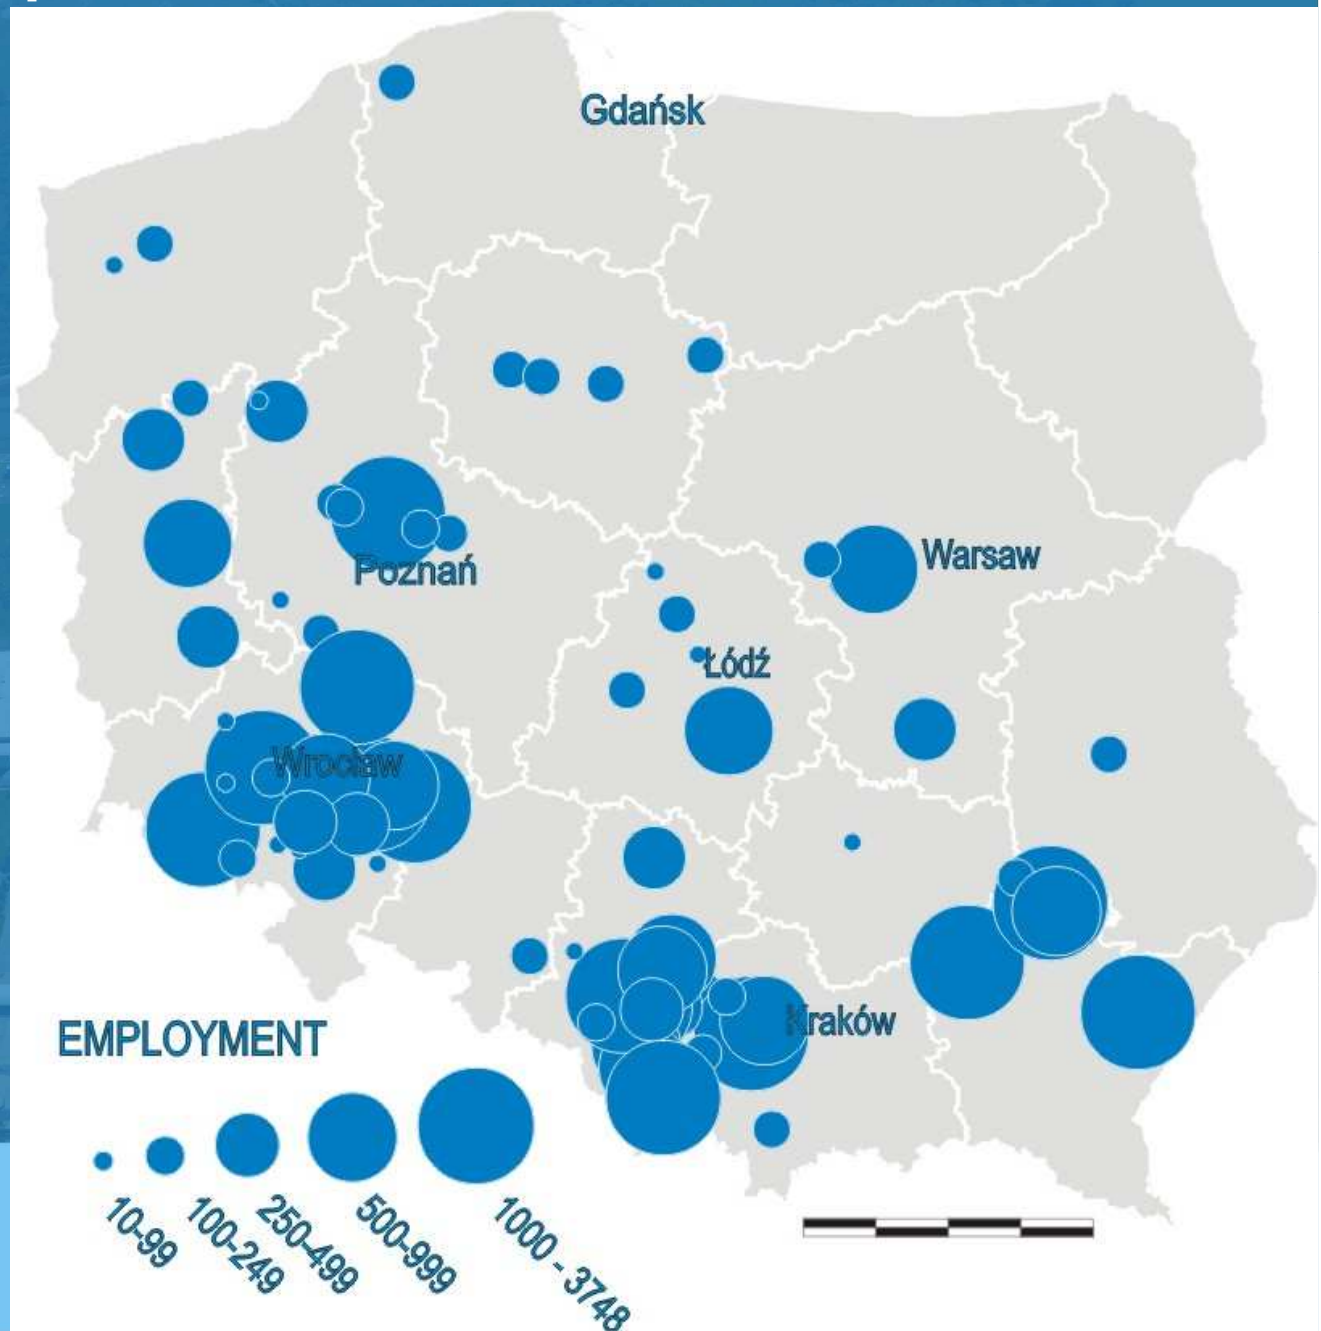 Gdańsk
Warsaw
Poznań
Łódź
Wrocław
Kraków
EMPLOYMENT
10-99
100-249
250-499
500-999
1000 - 3748